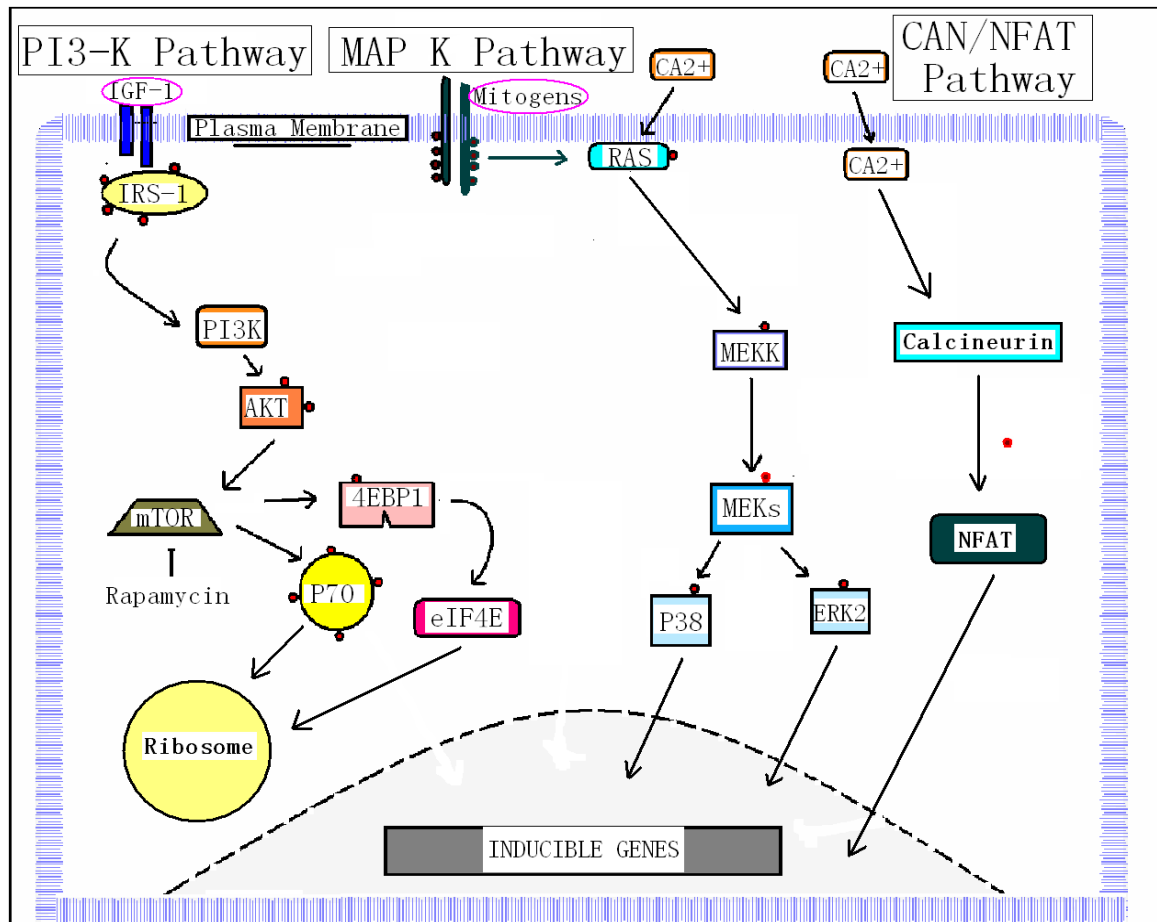 PI3-K Pathway
MAP K Pathway
CAN/NFAT
Pathway
CA2+
CA2+
IGF-1
Mitogens
Plasma Membrane
RAS
CA2+
IRS-1
PI3K
MEKK
Calcineurin
AKT
4EBP1
mTOR
MEKs
NFAT
Rapamycin
P70
eIF4E
P38
ERK2
Ribosome
INDUCIBLE GENES